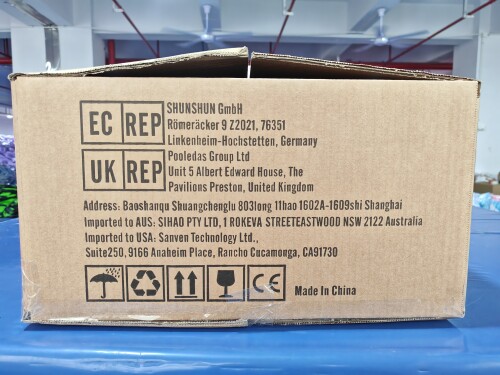 EC REP
SHUNSHUN GmbH
Römeräcker 9 Z2021, 76351
Linkenheim-Hochstetten, Germany
UK REP
Pooledas Group Ltd
Unit 5 Albert Edward House, The
Pavilions Preston, United Kingdom
Address: Baoshanqu Shuangchenglu 803long 11hao 1602A-1609shi Shanghai
Imported to AUS: SIHAO PTY LTD, 1 ROKEVA STREETEASTWOOD NSW 2122 Australia
Imported to USA: Sanven Technology Ltd.,
Suite250, 9166 Anaheim Place, Rancho Cucamonga, CA91730
CE
Made In China